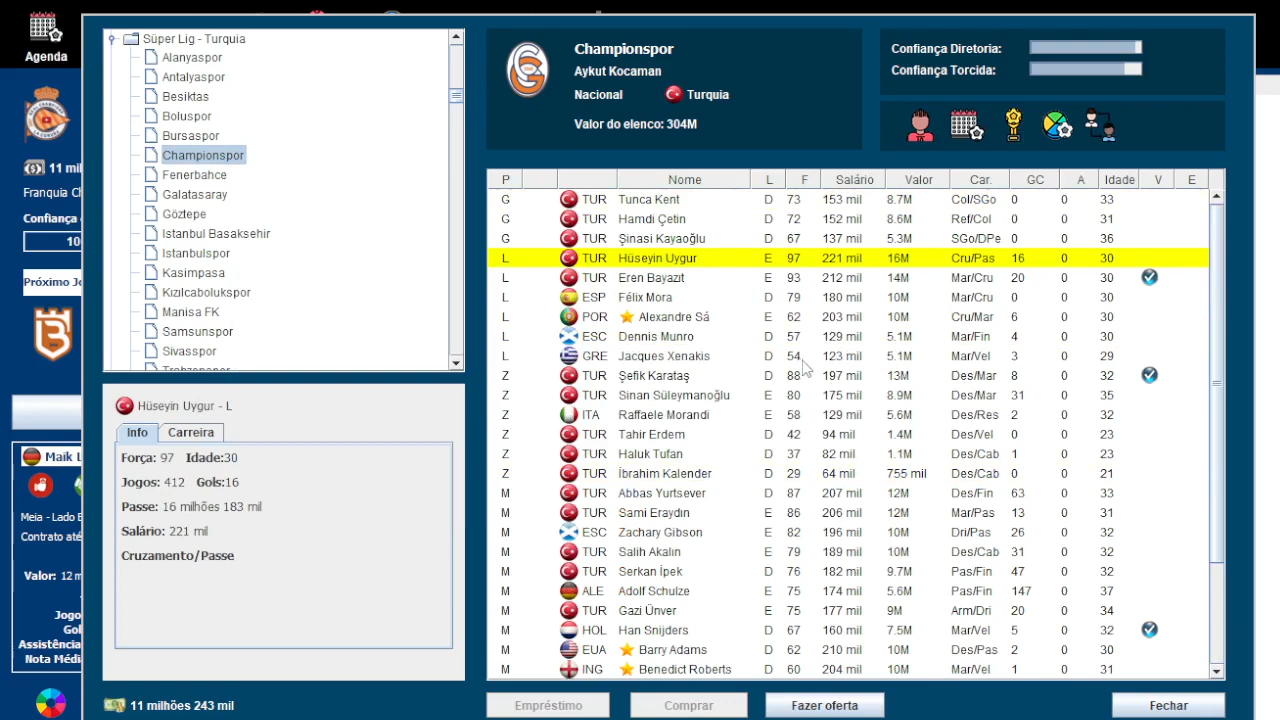 Agenda
11 mil
Franquia Ch
Confiança
100
Próximo Jo
Maik L
Meia - Lado E
Contrato até
Valor: 12 m
Jogo
Gol
Assistência
Nota Médi
Süper Lig - Turquia
Alanyaspor
Antalyaspor
Besiktas
Boluspor
Bursaspor
Championspor
Fenerbahce
Galatasaray
Göztepe
Istanbul Basaksehir
Istanbulspor
Kasimpasa
Kızılcabolukspor
Manisa FK
Samsunspor
Sivasspor
Trabzonspor
Hüseyin Uygur - L
Info Carreira
Força: 97 Idade:30
Jogos: 412 Gols:16
Passe: 16 milhões 183 mil
Salário: 221 mil
Cruzamento/Passe
11 milhões 243 mil
Championspor
Aykut Kocaman
Nacional Turquia
Valor do elenco: 304M
Confiança Diretoria:
Confiança Torcida:
P Nome L F Salário Valor Car. GC A Idade V E
G TUR Tunca Kent D 73 153 mil 8.7M Col/SGo 0 0 33
G TUR Hamdi Çetin D 72 152 mil 8.6M Ref/Col 0 0 31
G TUR Şinasi Kayaoğlu D 67 137 mil 5.3M SGo/DPe 0 0 36
L TUR Hüseyin Uygur E 97 221 mil 16M Cru/Pas 16 0 30
L TUR Eren Bayazıt E 93 212 mil 14M Mar/Cru 20 0 30
L ESP Félix Mora D 79 180 mil 10M Mar/Cru 0 0 30
L POR Alexandre Sá E 62 203 mil 10M Cru/Mar 6 0 30
L ESC Dennis Munro D 57 129 mil 5.1M Mar/Fin 4 0 30
L GRE Jacques Xenakis D 54 123 mil 5.1M Mar/Vel 3 0 29
Z TUR Şefik Karataş D 88 197 mil 13M Des/Mar 8 0 32
Z TUR Sinan Süleymanoğlu E 80 175 mil 8.9M Des/Mar 31 0 35
Z ITA Raffaele Morandi D 58 129 mil 5.6M Des/Res 2 0 32
Z TUR Tahir Erdem D 42 94 mil 1.4M Des/Vel 0 0 23
Z TUR Haluk Tufan D 37 82 mil 1.1M Des/Cab 1 0 23
Z TUR İbrahim Kalender D 29 64 mil 755 mil Des/Cab 0 0 21
M TUR Abbas Yurtsever D 87 207 mil 12M Des/Fin 63 0 33
M TUR Sami Eraydın D 86 206 mil 12M Mar/Pas 13 0 31
M ESC Zachary Gibson D 82 196 mil 10M Dri/Pas 26 0 32
M TUR Salih Akalın E 79 189 mil 10M Des/Cab 31 0 32
M TUR Serkan İpek D 76 182 mil 9.7M Pas/Fin 47 0 32
M ALE Adolf Schulze E 75 174 mil 5.6M Pas/Fin 147 0 37
M TUR Gazi Ünver E 75 177 mil 9M Arm/Dri 20 0 34
M HOL Han Snijders D 67 160 mil 7.5M Mar/Vel 5 0 32
M EUA Barry Adams D 62 210 mil 10M Des/Pas 2 0 30
M ING Benedict Roberts D 60 204 mil 10M Mar/Vel 1 0 31
Empréstimo Comprar Fazer oferta Fechar